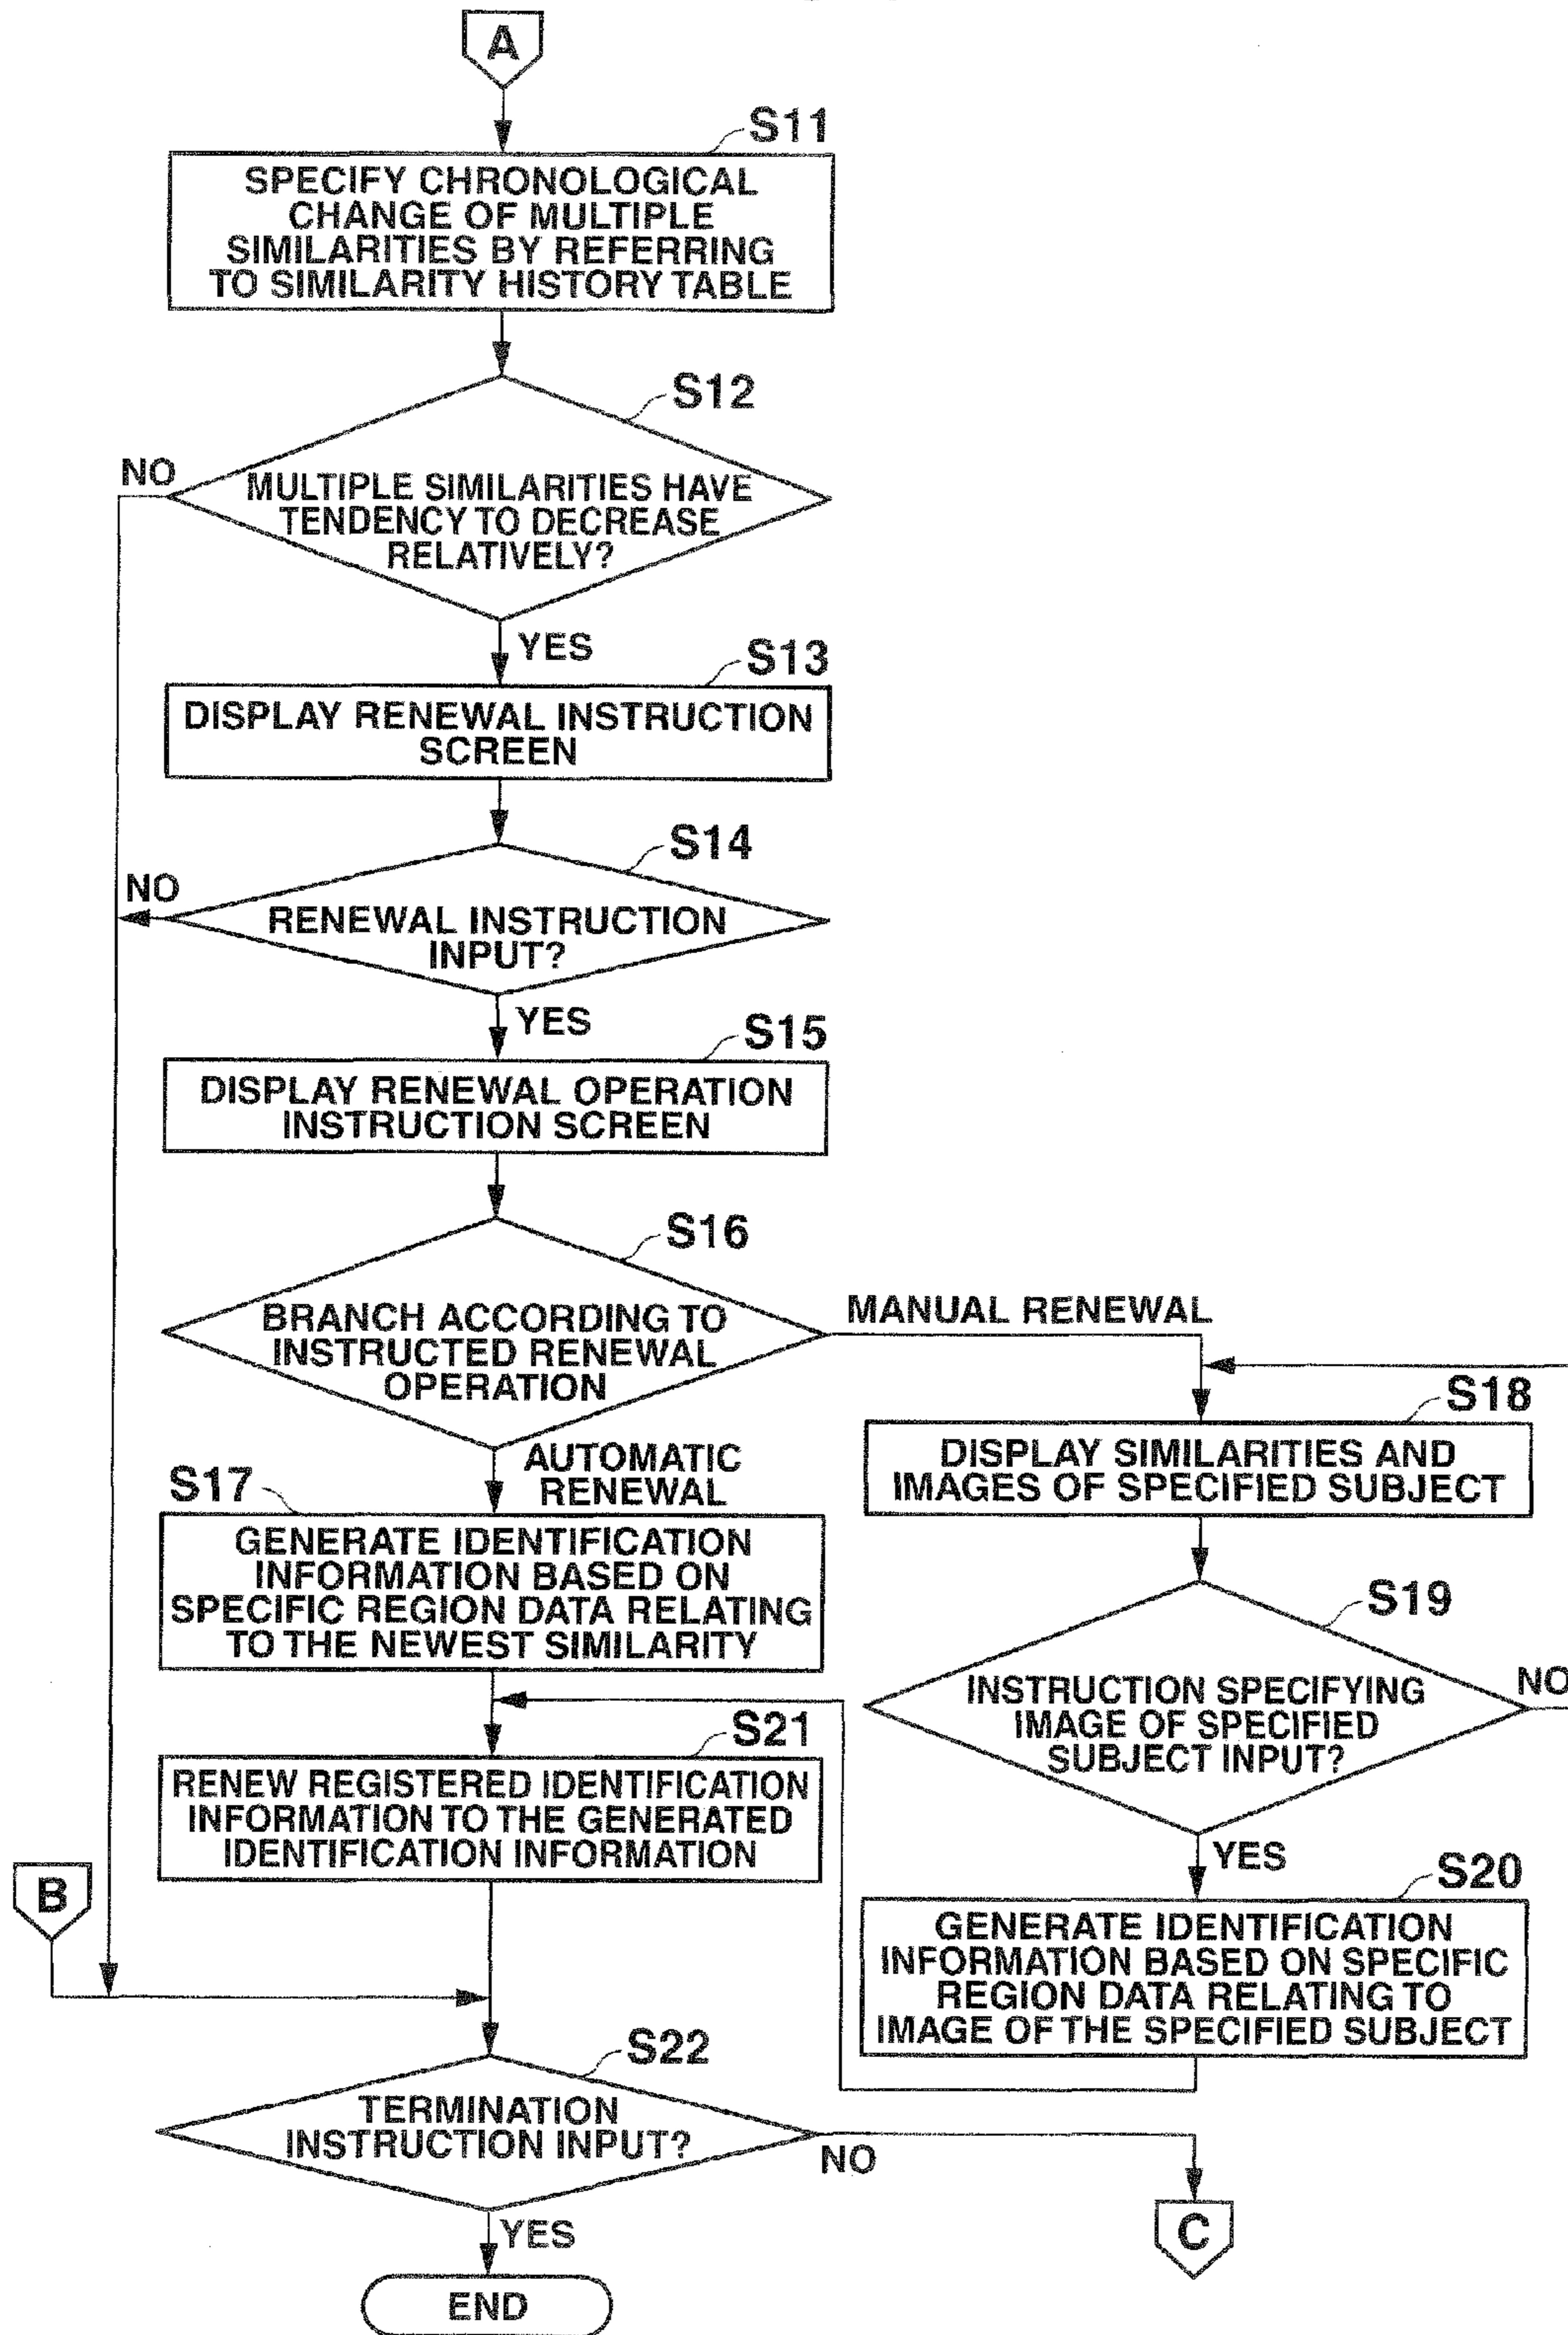 A
S11
SPECIFY CHRONOLOGICAL
CHANGE OF MULTIPLE
SIMILARITIES BY REFERRING
TO SIMILARITY HISTORY TABLE
S12
NO
MULTIPLE SIMILARITIES HAVE
TENDENCY TO DECREASE
RELATIVELY?
YES
S13
DISPLAY RENEWAL INSTRUCTION
SCREEN
S14
NO
RENEWAL INSTRUCTION
INPUT?
YES
S15
DISPLAY RENEWAL OPERATION
INSTRUCTION SCREEN
S16
BRANCH ACCORDING TO
INSTRUCTED RENEWAL
OPERATION
MANUAL RENEWAL
AUTOMATIC
RENEWAL
S17
GENERATE IDENTIFICATION
INFORMATION BASED ON
SPECIFIC REGION DATA RELATING
TO THE NEWEST SIMILARITY
S18
DISPLAY SIMILARITIES AND
IMAGES OF SPECIFIED SUBJECT
S19
INSTRUCTION SPECIFYING
IMAGE OF SPECIFIED
SUBJECT INPUT?
NO
YES
S20
GENERATE IDENTIFICATION
INFORMATION BASED ON SPECIFIC
REGION DATA RELATING TO
IMAGE OF THE SPECIFIED SUBJECT
S21
RENEW REGISTERED IDENTIFICATION
INFORMATION TO THE GENERATED
IDENTIFICATION INFORMATION
B
S22
TERMINATION
INSTRUCTION INPUT?
NO
C
YES
END